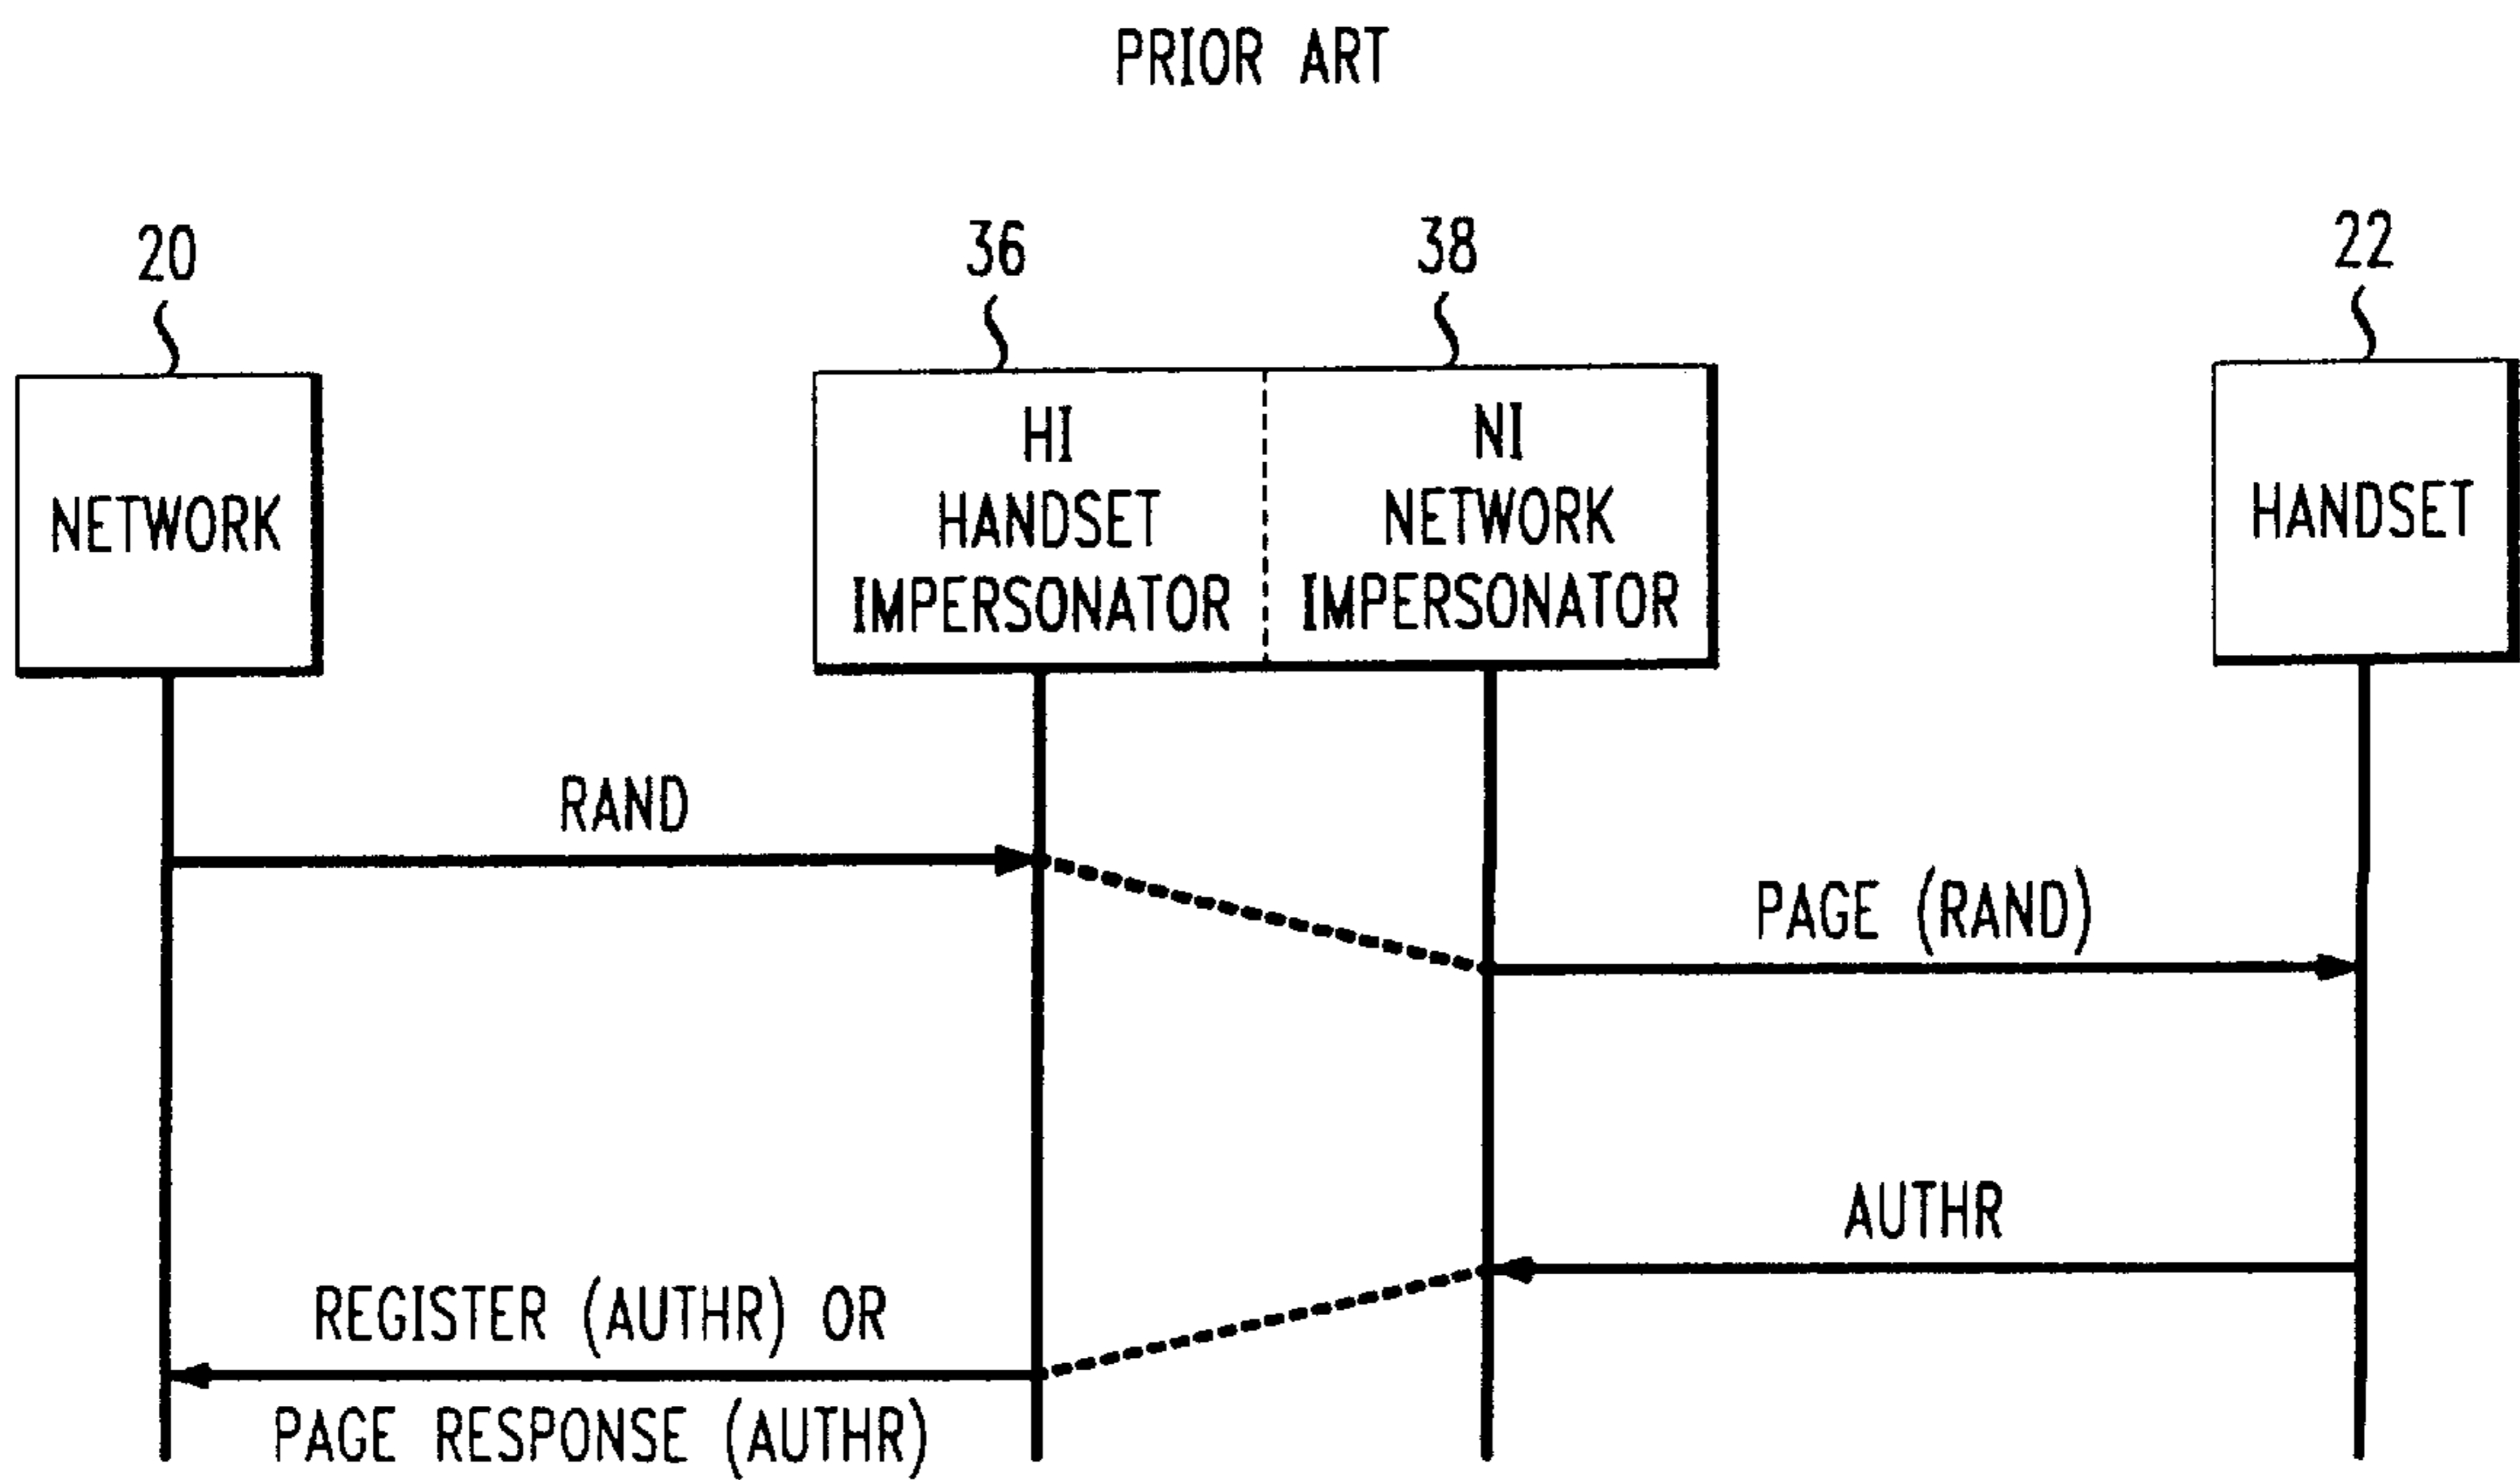 PRIOR ART
20
36
38
22
NETWORK
HI
HANDSET
IMPERSONATOR
NI
NETWORK
IMPERSONATOR
HANDSET
RAND
PAGE (RAND)
AUTHR
REGISTER (AUTHR) OR
PAGE RESPONSE (AUTHR)